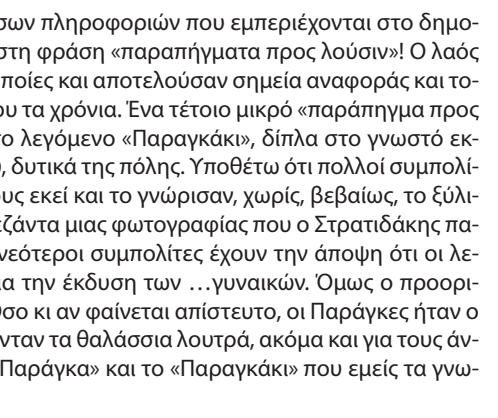 σων πληροφοριών που εμπεριέχονται στο δημο-
στη φράση «παραπήγματα προς λούσιν»! Ο λαός
ποίες και αποτελούσαν σημεία αναφοράς και το-
ου τα χρόνια. Ένα τέτοιο μικρό «παράπηγμα προς
το λεγόμενο «Παραγκάκι», δίπλα στο γνωστό εκ-
, δυτικά της πόλης. Υποθέτω ότι πολλοί συμπολί-
υς εκεί και το γνώρισαν, χωρίς, βεβαίως, το ξύλι-
εζάντα μιας φωτογραφίας που ο Στρατιδάκης πα-
νεότεροι συμπολίτες έχουν την άποψη ότι οι λε-
ια την έκδυση των …γυναικών. Όμως ο προορι-
σο κι αν φαίνεται απίστευτο, οι Παράγκες ήταν ο
νταν τα θαλάσσια λουτρά, ακόμα και για τους άν-
Παράγκα» και το «Παραγκάκι» που εμείς τα γνω-